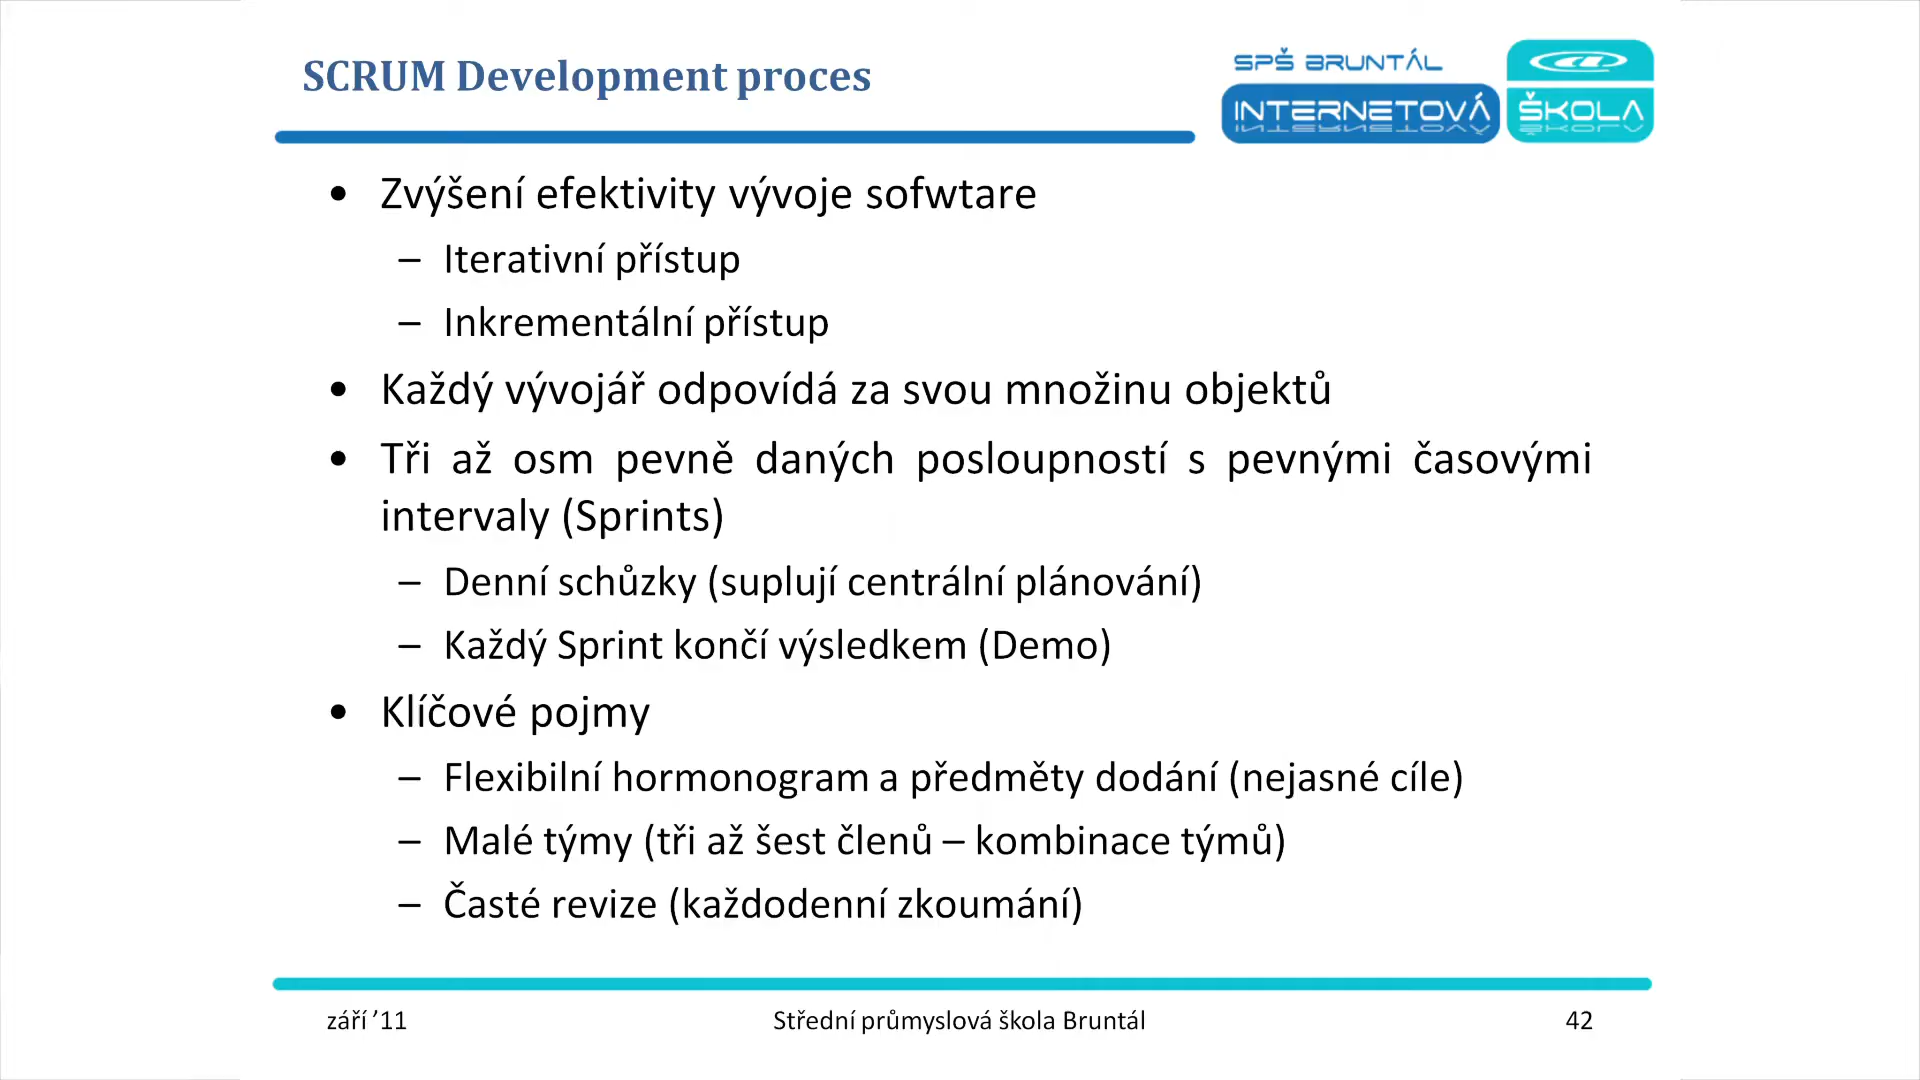 SCRUM Development proces
SPŠ BRUNTÁL
INTERNETOVÁ ŠKOLA
• Zvýšení efektivity vývoje sofwtare
– Iterativní přístup
– Inkrementální přístup
• Každý vývojář odpovídá za svou množinu objektů
• Tři až osm pevně daných posloupností s pevnými časovými
intervaly (Sprints)
– Denní schůzky (suplují centrální plánování)
– Každý Sprint končí výsledkem (Demo)
• Klíčové pojmy
– Flexibilní hormonogram a předměty dodání (nejasné cíle)
– Malé týmy (tři až šest členů – kombinace týmů)
– Časté revize (každodenní zkoumání)
září ’11
Střední průmyslová škola Bruntál
42